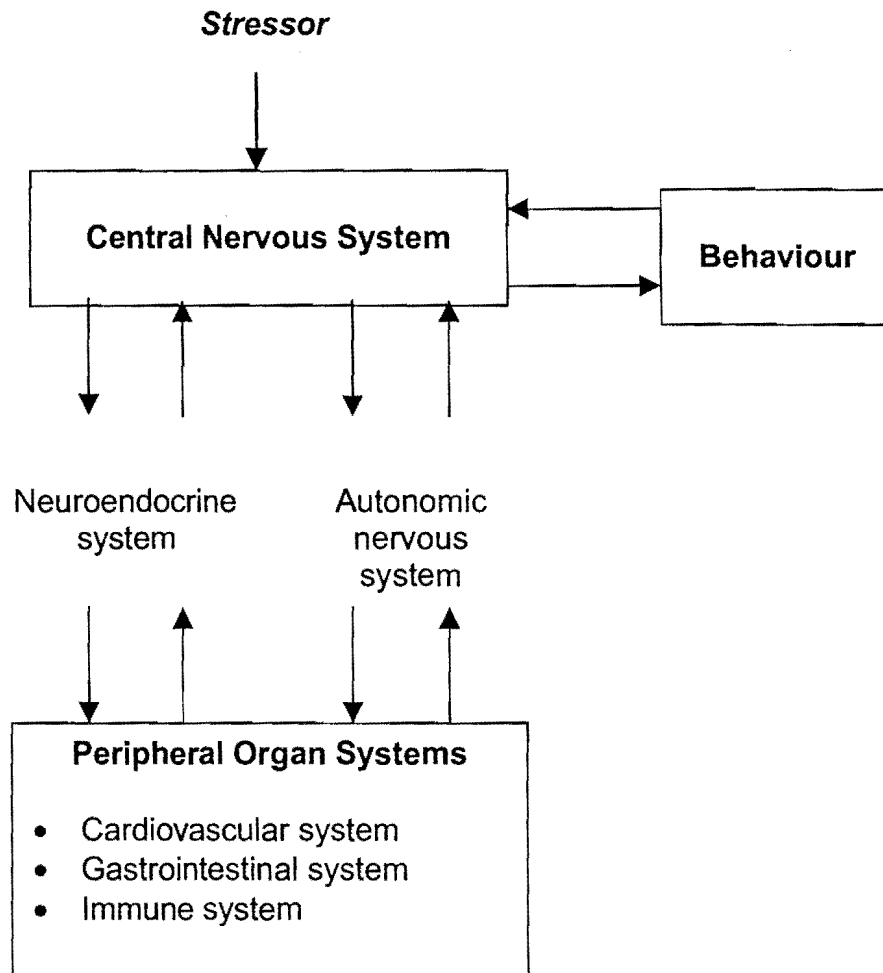 Stressor
Central Nervous System
Behaviour
Neuroendocrine
system
Autonomic
nervous
system
Peripheral Organ Systems
• Cardiovascular system
• Gastrointestinal system
• Immune system